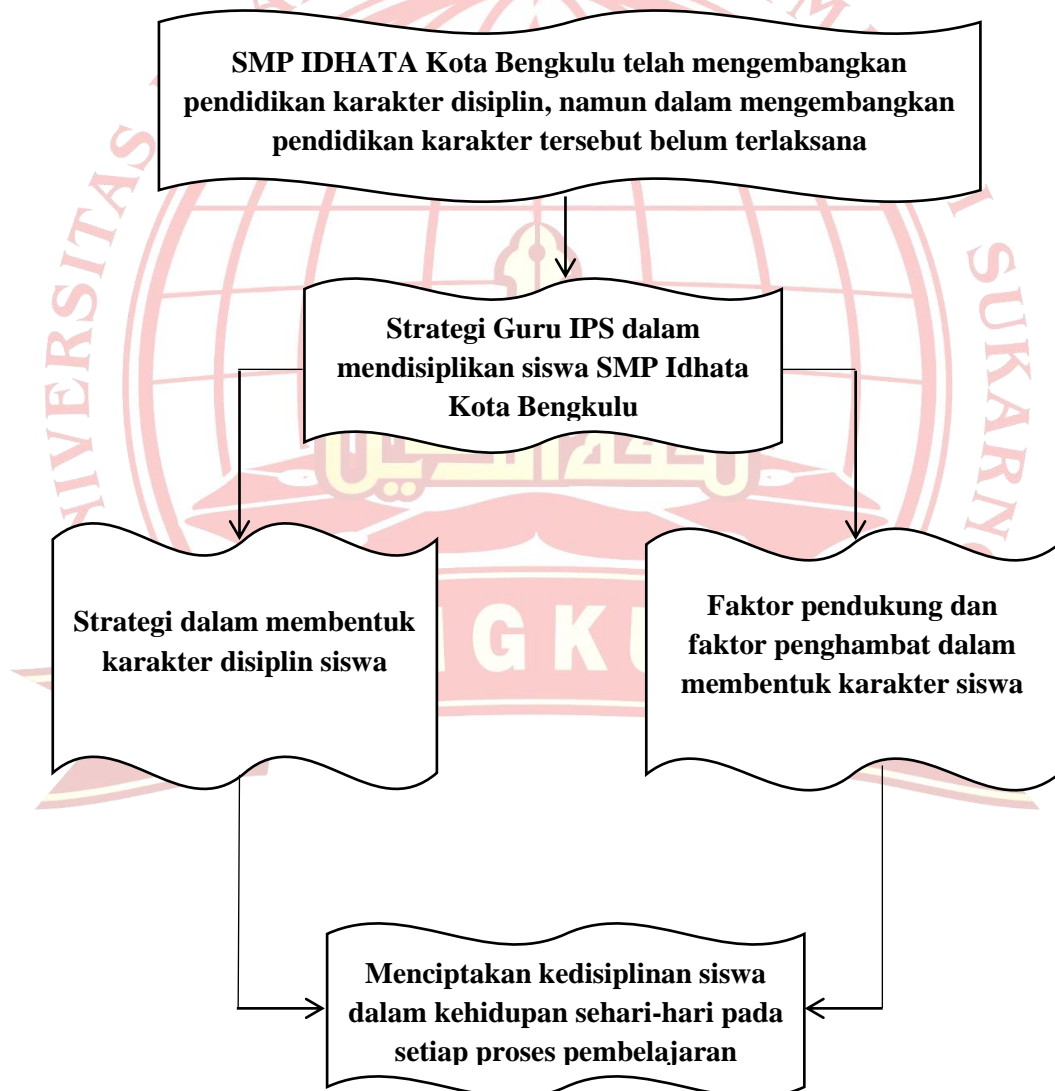 SMP IDHATA Kota Bengkulu telah mengembangkan
pendidikan karakter disiplin, namun dalam mengembangkan
pendidikan karakter tersebut belum terlaksana
Strategi Guru IPS dalam
mendisiplikan siswa SMP Idhata
Kota Bengkulu
Strategi dalam membentuk
karakter disiplin siswa
Faktor pendukung dan
faktor penghambat dalam
membentuk karakter siswa
Menciptakan kedisiplinan siswa
dalam kehidupan sehari-hari pada
setiap proses pembelajaran
UNIVERSITAS
SUKARNO